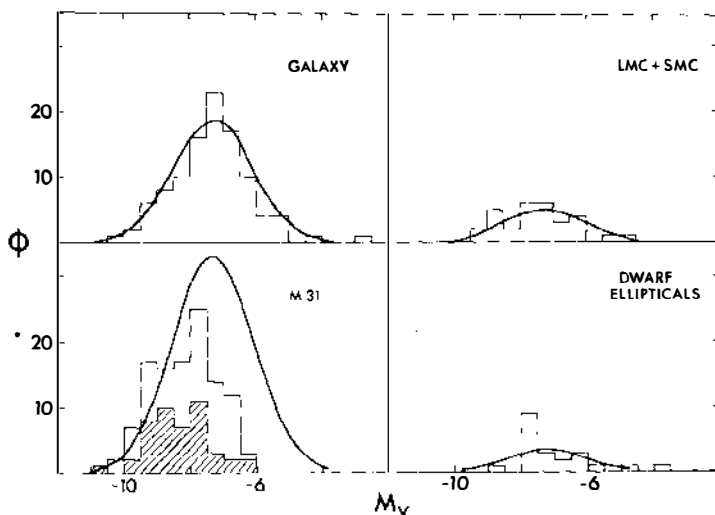 GALAXY
LMC + SMC
20
10
Φ
M 31
DWARF
ELLIPTICALS
20
10
-10
-6
-10
-6
M_V